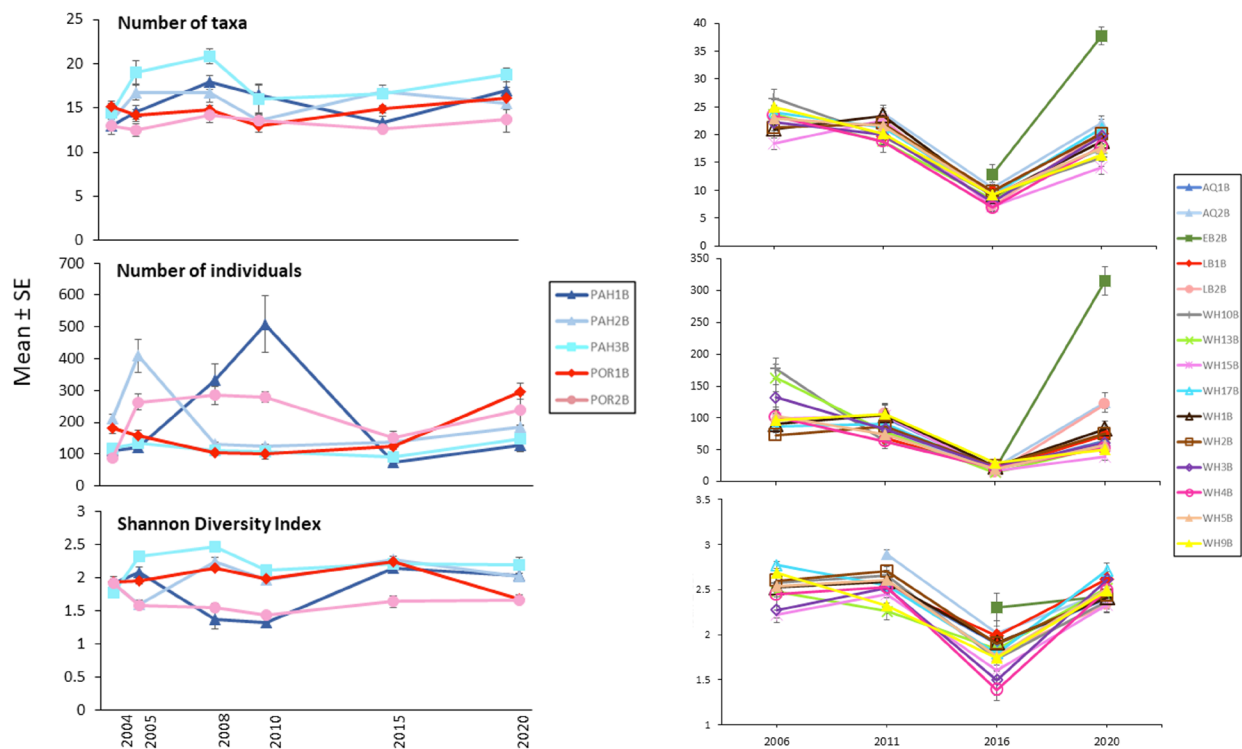 Number of taxa
25
20
15
10
5
0
Number of individuals
700
600
500
400
300
200
100
0
Shannon Diversity Index
3
2.5
2
1.5
1
0.5
0
Mean ± SE
2004
2005
2008
2010
2015
2020
PAH1B
PAH2B
PAH3B
POR1B
POR2B
40
35
30
25
20
15
10
5
0
350
300
250
200
150
100
50
0
3.5
3
2.5
2
1.5
1
2006
2011
2016
2020
AQ1B
AQ2B
EB2B
LB1B
LB2B
WH10B
WH13B
WH15B
WH17B
WH1B
WH2B
WH3B
WH4B
WH5B
WH9B